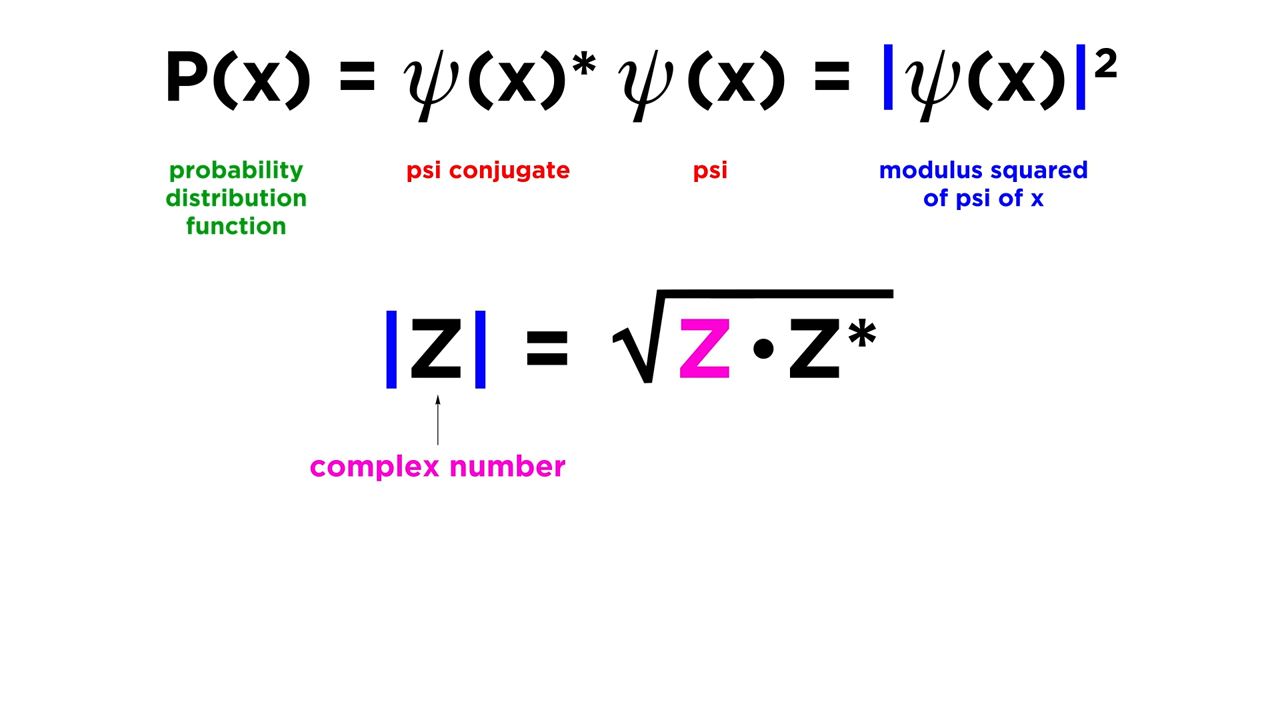 P(x) = ψ(x)* ψ(x) = |ψ(x)|²
probability
distribution
function
psi conjugate
psi
modulus squared
of psi of x
|Z| = √Z • Z*
complex number